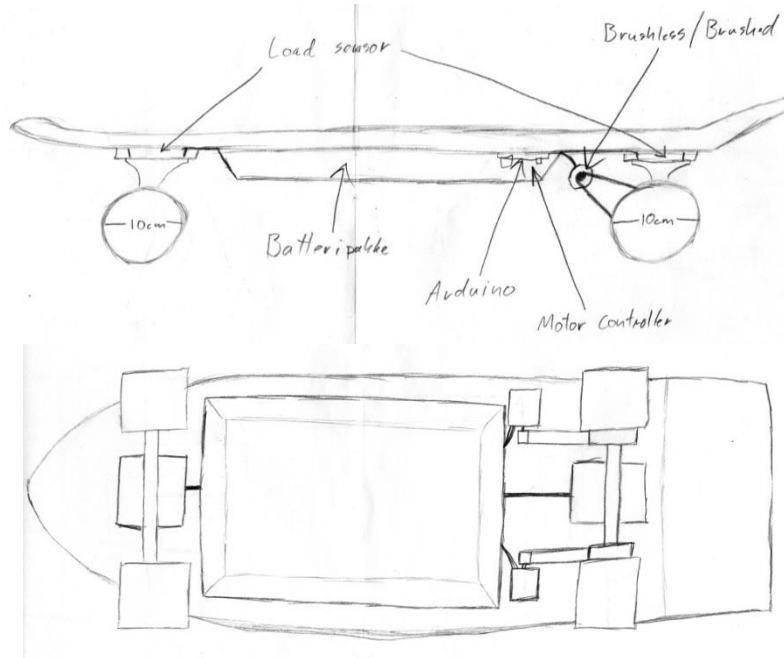 Brushless/Brushed
Load sensor
10cm
10cm
Batteripakke
Arduino
Motor Controller